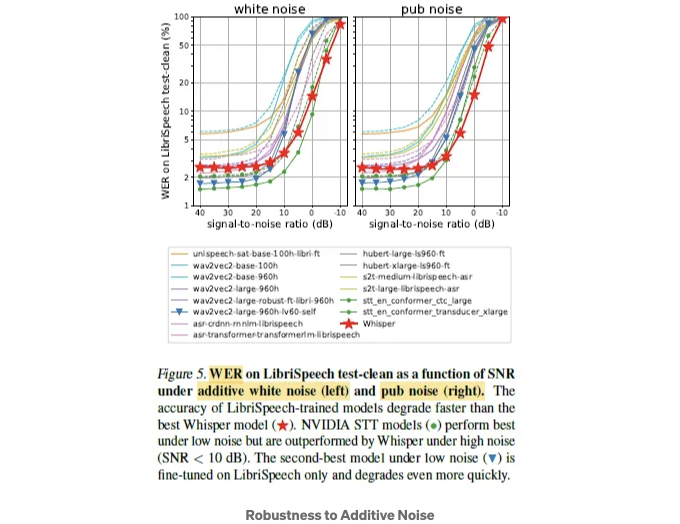 white noise
pub noise
WER on LibriSpeech test-clean (%)
100
50
20
10
5
2
1
40 30 20 10 0 -10
40 30 20 10 0 -10
signal-to-noise ratio (dB)
signal-to-noise ratio (dB)
unispeech-sat-base-100h-libri-ft
wav2vec2-base-100h
wav2vec2-base-960h
wav2vec2-large-960h
wav2vec2-large-robust-ft-libri-960h
wav2vec2-large-960h-lv60-self
asr-crdnn-rnnlm-librispeech
asr-transformer-transformerlm-librispeech
hubert-large-ls960-ft
hubert-xlarge-ls960-ft
s2t-medium-librispeech-asr
s2t-large-librispeech-asr
stt_en_conformer_ctc_large
stt_en_conformer_transducer_xlarge
Whisper
Figure 5. WER on LibriSpeech test-clean as a function of SNR
under additive white noise (left) and pub noise (right). The
accuracy of LibriSpeech-trained models degrade faster than the
best Whisper model (★). NVIDIA STT models (•) perform best
under low noise but are outperformed by Whisper under high noise
(SNR < 10 dB). The second-best model under low noise (▼) is
fine-tuned on LibriSpeech only and degrades even more quickly.
Robustness to Additive Noise